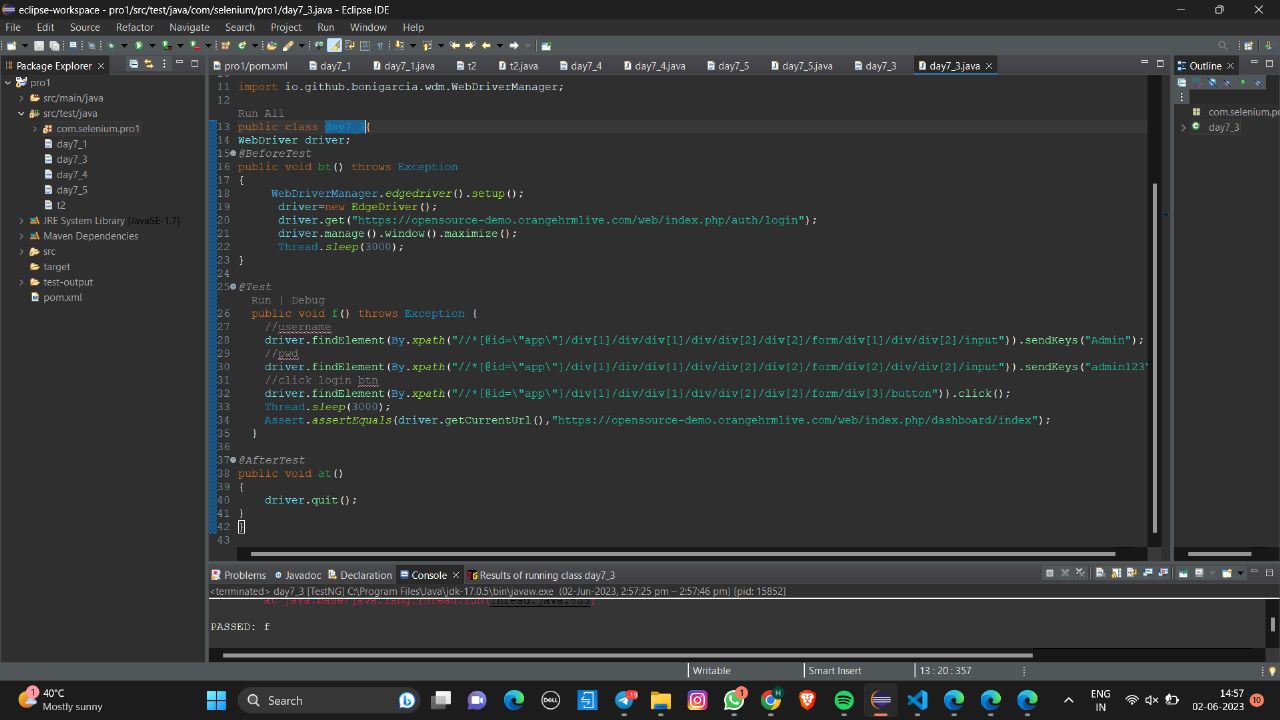 eclipse-workspace - pro1/src/test/java/com/selenium/pro1/day7_3.java - Eclipse IDE
File Edit Source Refactor Navigate Search Project Run Window Help
Package Explorer
pro1/pom.xml day7_1 day7_1.java t2 t2.java day7_4 day7_4.java day7_5 day7_5.java day7_3 day7_3.java
Outline
pro1
src/main/java
src/test/java
com.selenium.pro1
day7_1
day7_3
day7_4
day7_5
t2
JRE System Library [JavaSE-1.7]
Maven Dependencies
src
target
test-output
pom.xml
11 import io.github.bonigarcia.wdm.WebDriverManager;
12
Run All
13 public class day7_3{
14 WebDriver driver;
15 @BeforeTest
16 public void bt() throws Exception
17 {
18 WebDriverManager.edgedriver().setup();
19 driver=new EdgeDriver();
20 driver.get("https://opensource-demo.orangehrmlive.com/web/index.php/auth/login");
21 driver.manage().window().maximize();
22 Thread.sleep(3000);
23 }
24
25 @Test
Run | Debug
26 public void f() throws Exception {
27 //username
28 driver.findElement(By.xpath("//*[@id=\"app\"]/div[1]/div/div[1]/div/div[2]/div[2]/form/div[1]/div/div[2]/input")).sendKeys("Admin");
29 //pwd
30 driver.findElement(By.xpath("//*[@id=\"app\"]/div[1]/div/div[1]/div/div[2]/div[2]/form/div[2]/div/div[2]/input")).sendKeys("admin123"
31 //click login btn
32 driver.findElement(By.xpath("//*[@id=\"app\"]/div[1]/div/div[1]/div/div[2]/div[2]/form/div[3]/button")).click();
33 Thread.sleep(3000);
34 Assert.assertEquals(driver.getCurrentUrl(),"https://opensource-demo.orangehrmlive.com/web/index.php/dashboard/index");
35 }
36
37 @AfterTest
38 public void at()
39 {
40 driver.quit();
41 }
42 }
43
com.selenium.pro
day7_3
Problems Javadoc Declaration Console Results of running class day7_3
<terminated> day7_3 [TestNG] C:\Program Files\Java\jdk-17.0.5\bin\javaw.exe (02-Jun-2023, 2:57:25 pm – 2:57:46 pm) [pid: 15852]
at java.base/java.lang.Thread.run(Thread.java:833)
PASSED: f
Writable Smart Insert 13 : 20 : 357
1
40°C
Mostly sunny
Search
DELL
19
1
H
ENG
IN
14:57
02-06-2023
10